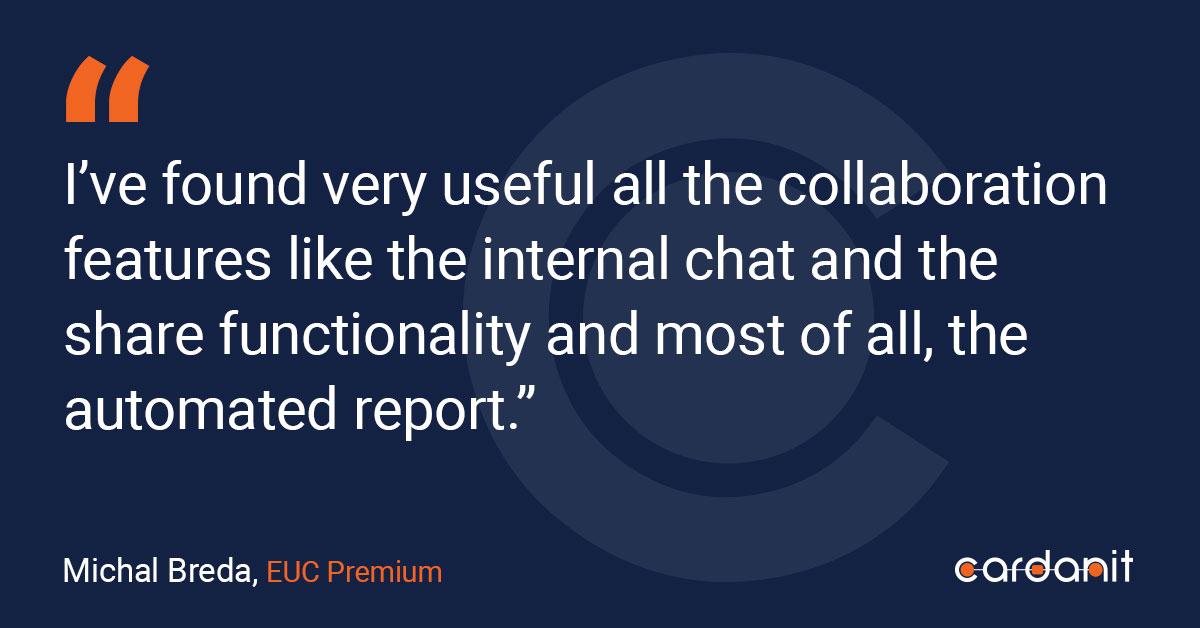 “
I’ve found very useful all the collaboration
features like the internal chat and the
share functionality and most of all, the
automated report.”
Michal Breda, EUC Premium
cardanit